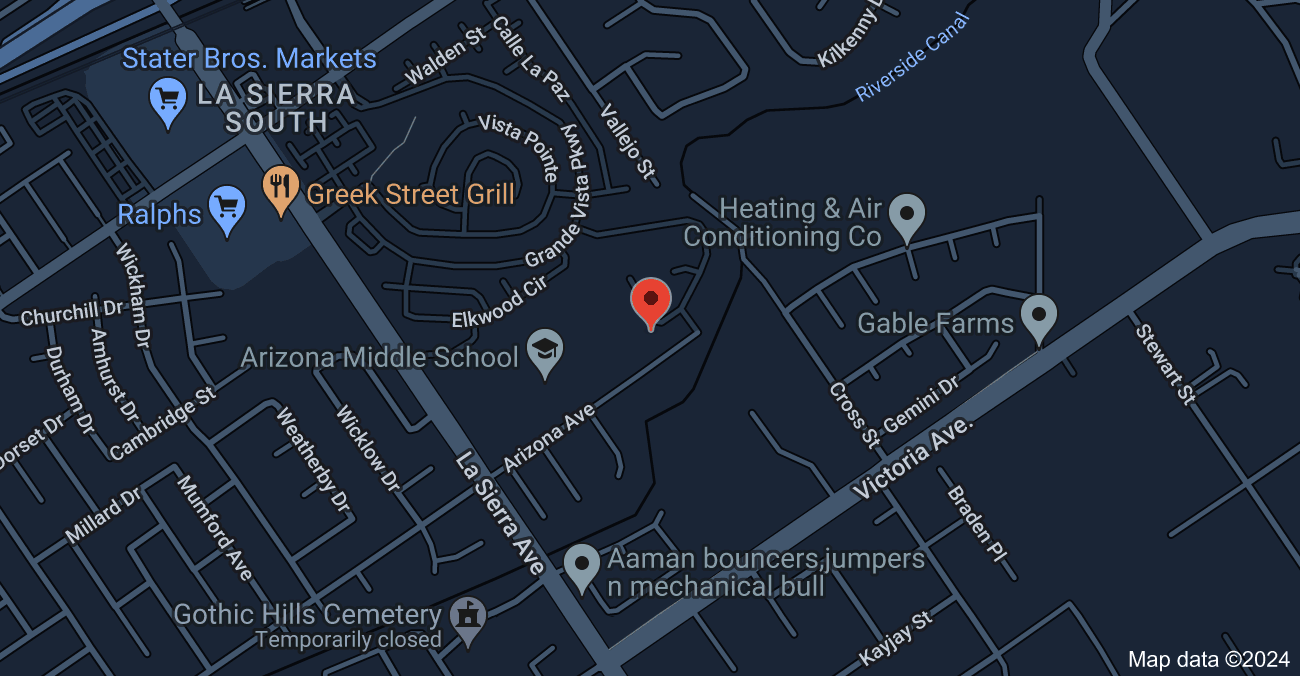 Stater Bros. Markets
LA SIERRA
SOUTH
Walden St
Calle La Paz
Kilkenny
Riverside Canal
Vista Pointe
Grande Vista Pkwy
Vallejo St
Ralphs
Greek Street Grill
Heating & Air
Conditioning Co
Wickham Dr
Churchill Dr
Elkwood Cir
Gable Farms
Arizona Middle School
Durham Dr
Amhurst Dr
Stewart St
Cambridge St
Dorset Dr
Weatherby Dr
Wicklow Dr
Arizona Ave
Cross St
Gemini Dr
Victoria Ave.
Millard Dr
Mumford Ave
La Sierra Ave
Braden Pl
Aaman bouncers,jumpers
n mechanical bull
Gothic Hills Cemetery
Temporarily closed
Kayjay St
Map data ©2024